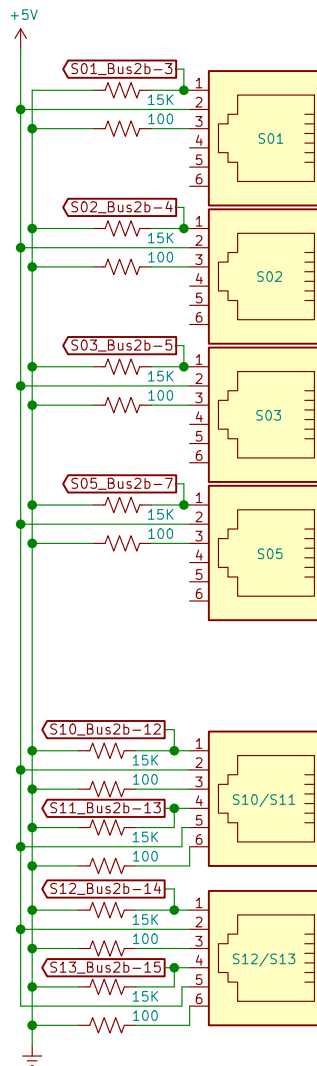 +5V
S01_Bus2b-3
1
15K
2
100
3
S01
4
5
6
S02_Bus2b-4
1
15K
2
100
3
S02
4
5
6
S03_Bus2b-5
1
15K
2
100
3
S03
4
5
6
S05_Bus2b-7
1
15K
2
100
3
S05
4
5
6
S10_Bus2b-12
1
15K
2
100
3
S10/S11
S11_Bus2b-13
4
5
15K
6
100
S12_Bus2b-14
1
15K
2
100
3
S12/S13
S13_Bus2b-15
4
5
15K
6
100